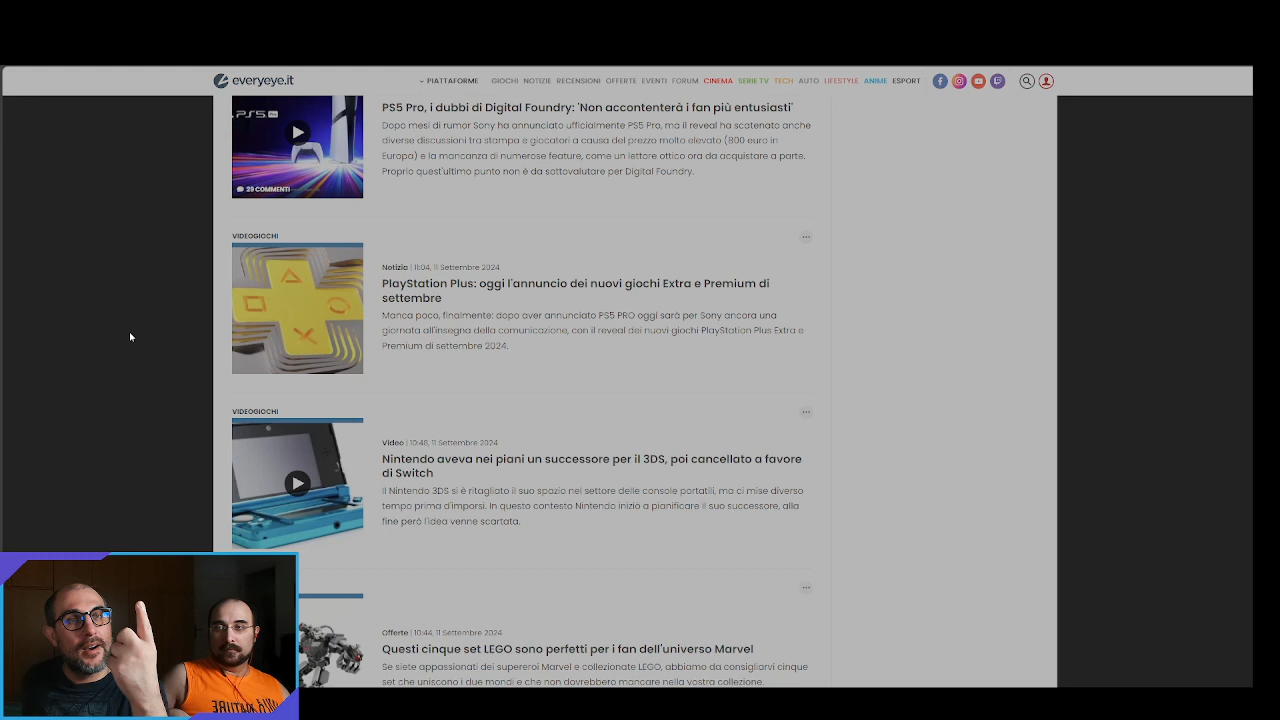 everyeye.it
PIATTAFORME GIOCHI NOTIZIE RECENSIONI OFFERTE EVENTI FORUM CINEMA SERIE TV TECH AUTO LIFESTYLE ANIME ESPORT
PS5
29 COMMENTI
PS5 Pro, i dubbi di Digital Foundry: 'Non accontenterà i fan più entusiasti'
Dopo mesi di rumor Sony ha annunciato ufficialmente PS5 Pro, ma il reveal ha scatenato anche
diverse discussioni tra stampa e giocatori a causa del prezzo molto elevato (800 euro in
Europa) e la mancanza di numerose feature, come un lettore ottico ora da acquistare a parte.
Proprio quest'ultimo punto non è da sottovalutare per Digital Foundry.
VIDEOGIOCHI
Notizia | 11:04, 11 Settembre 2024
PlayStation Plus: oggi l'annuncio dei nuovi giochi Extra e Premium di
settembre
Manca poco, finalmente: dopo aver annunciato PS5 PRO oggi sarà per Sony ancora una
giornata all'insegna della comunicazione, con il reveal dei nuovi giochi PlayStation Plus Extra e
Premium di settembre 2024.
VIDEOGIOCHI
Video | 10:48, 11 Settembre 2024
Nintendo aveva nei piani un successore per il 3DS, poi cancellato a favore
di Switch
Il Nintendo 3DS si è ritagliato il suo spazio nel settore delle console portatili, ma ci mise diverso
tempo prima d'imporsi. In questo contesto Nintendo iniziò a pianificare il suo successore, alla
fine però l'idea venne scartata.
Offerte | 10:44, 11 Settembre 2024
Questi cinque set LEGO sono perfetti per i fan dell'universo Marvel
Se siete appassionati dei supereroi Marvel e collezionate LEGO, abbiamo da consigliarvi cinque
set che uniscono i due mondi e che non dovrebbero mancare nella vostra collezione.